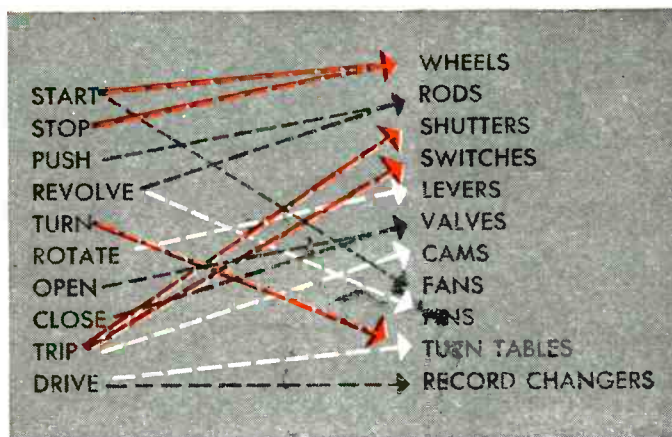 START
STOP
PUSH
REVOLVE
TURN
ROTATE
OPEN
CLOSE
TRIP
DRIVE
WHEELS
RODS
SHUTTERS
SWITCHES
LEVERS
VALVES
CAMS
FANS
TURN TABLES
RECORD CHANGERS